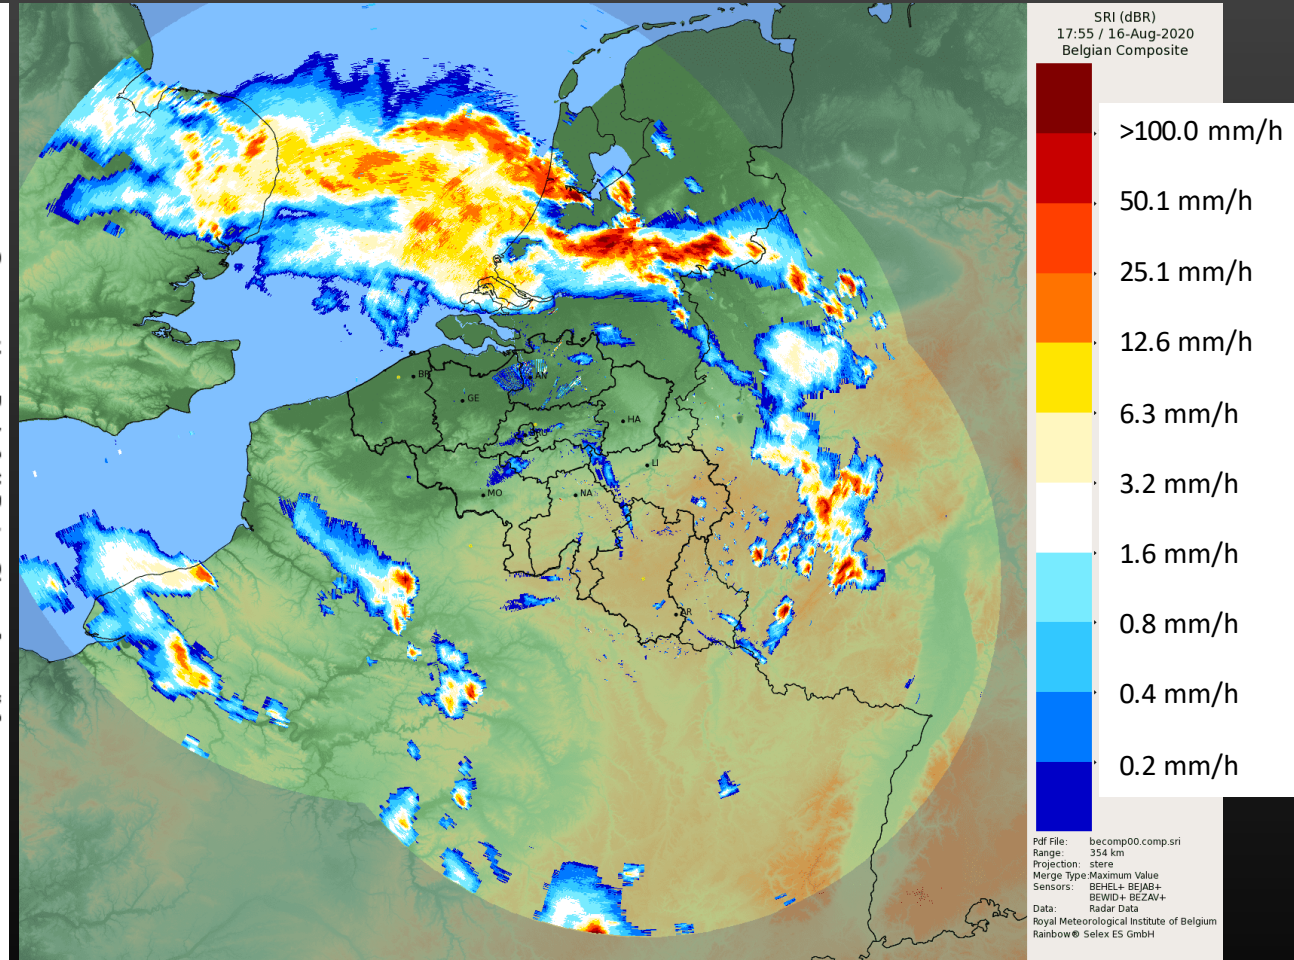 SRI (dBR)
17:55 / 16-Aug-2020
Belgian Composite
>100.0 mm/h
50.1 mm/h
25.1 mm/h
12.6 mm/h
6.3 mm/h
3.2 mm/h
1.6 mm/h
0.8 mm/h
0.4 mm/h
0.2 mm/h
Pdf File: becomp00.comp.sri
Range: 354 km
Projection: stere
Merge Type:Maximum Value
Sensors: BEHEL+ BEJAB+
BEWID+ BEZAV+
Data: Radar Data
Royal Meteorological Institute of Belgium
Rainbow® Selex ES GmbH
BR
AN
GE
HA
LI
MO
NA
AR